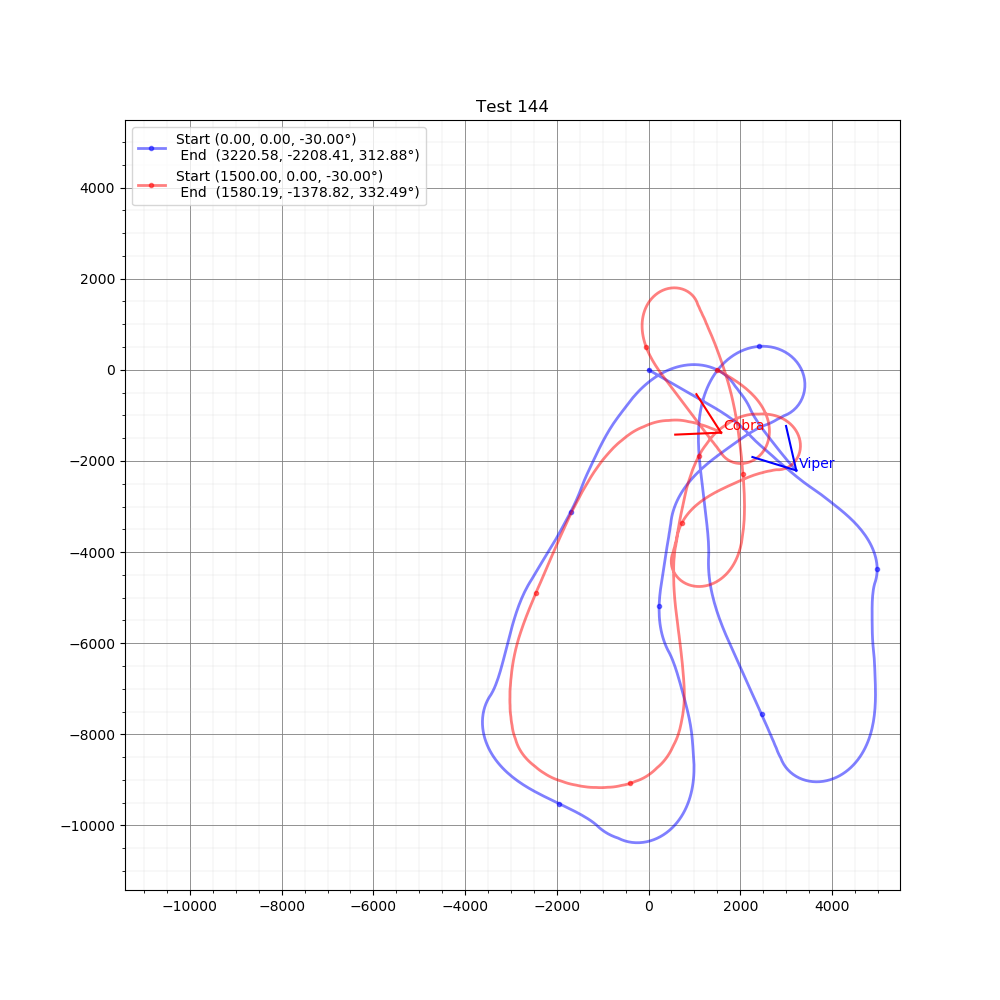 Test 144
Start (0.00, 0.00, -30.00°)
End  (3220.58, -2208.41, 312.88°)
Start (1500.00, 0.00, -30.00°)
End  (1580.19, -1378.82, 332.49°)
4000
2000
0
−2000
−4000
−6000
−8000
−10000
Cobra
Viper
−10000
−8000
−6000
−4000
−2000
0
2000
4000